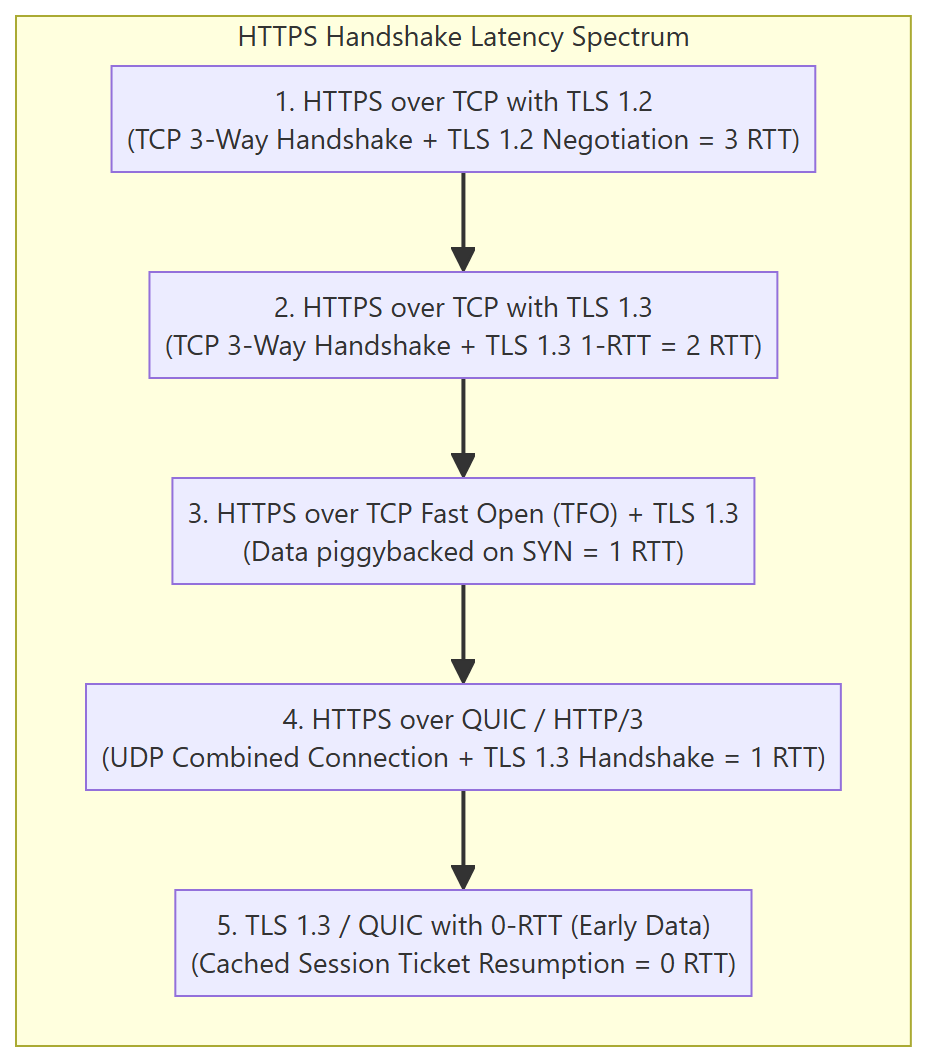 HTTPS Handshake Latency Spectrum
1. HTTPS over TCP with TLS 1.2
(TCP 3-Way Handshake + TLS 1.2 Negotiation = 3 RTT)
2. HTTPS over TCP with TLS 1.3
(TCP 3-Way Handshake + TLS 1.3 1-RTT = 2 RTT)
3. HTTPS over TCP Fast Open (TFO) + TLS 1.3
(Data piggybacked on SYN = 1 RTT)
4. HTTPS over QUIC / HTTP/3
(UDP Combined Connection + TLS 1.3 Handshake = 1 RTT)
5. TLS 1.3 / QUIC with 0-RTT (Early Data)
(Cached Session Ticket Resumption = 0 RTT)